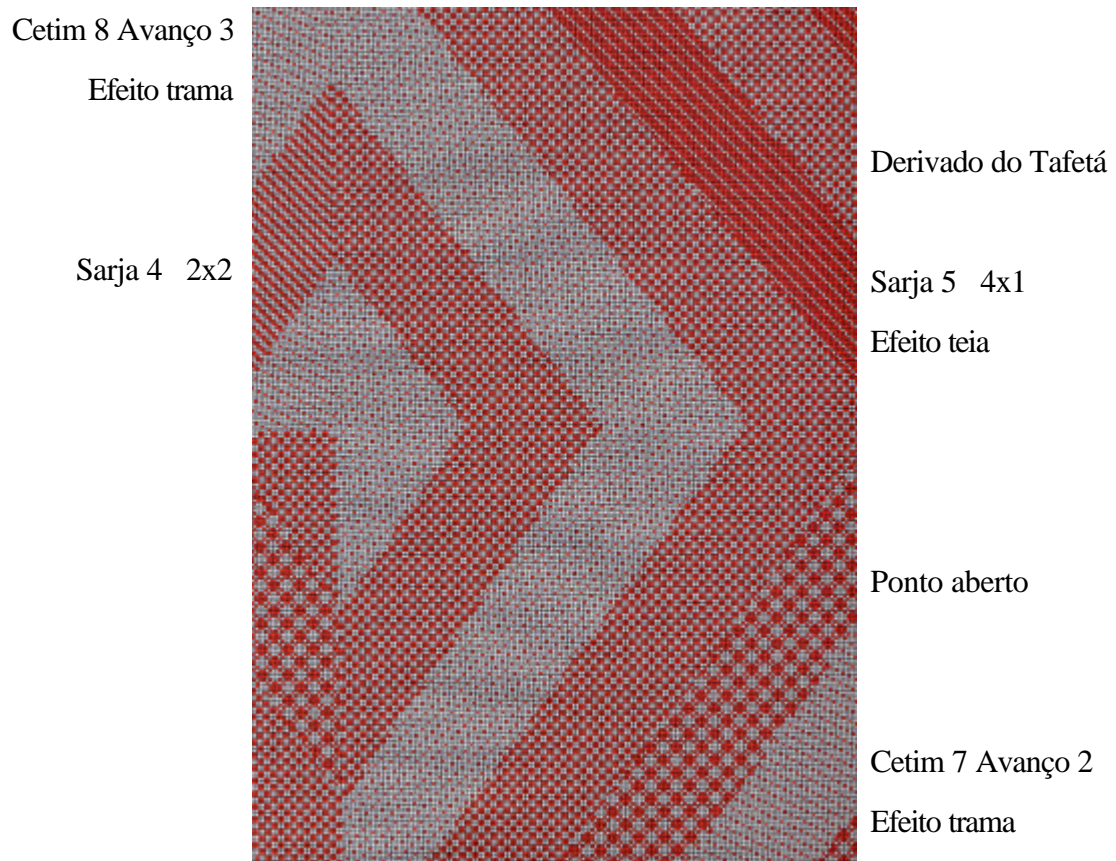 Cetim 8 Avanço 3
Efeito trama
Sarja 4 2x2
Derivado do Tafetá
Sarja 5 4x1
Efeito teia
Ponto aberto
Cetim 7 Avanço 2
Efeito trama